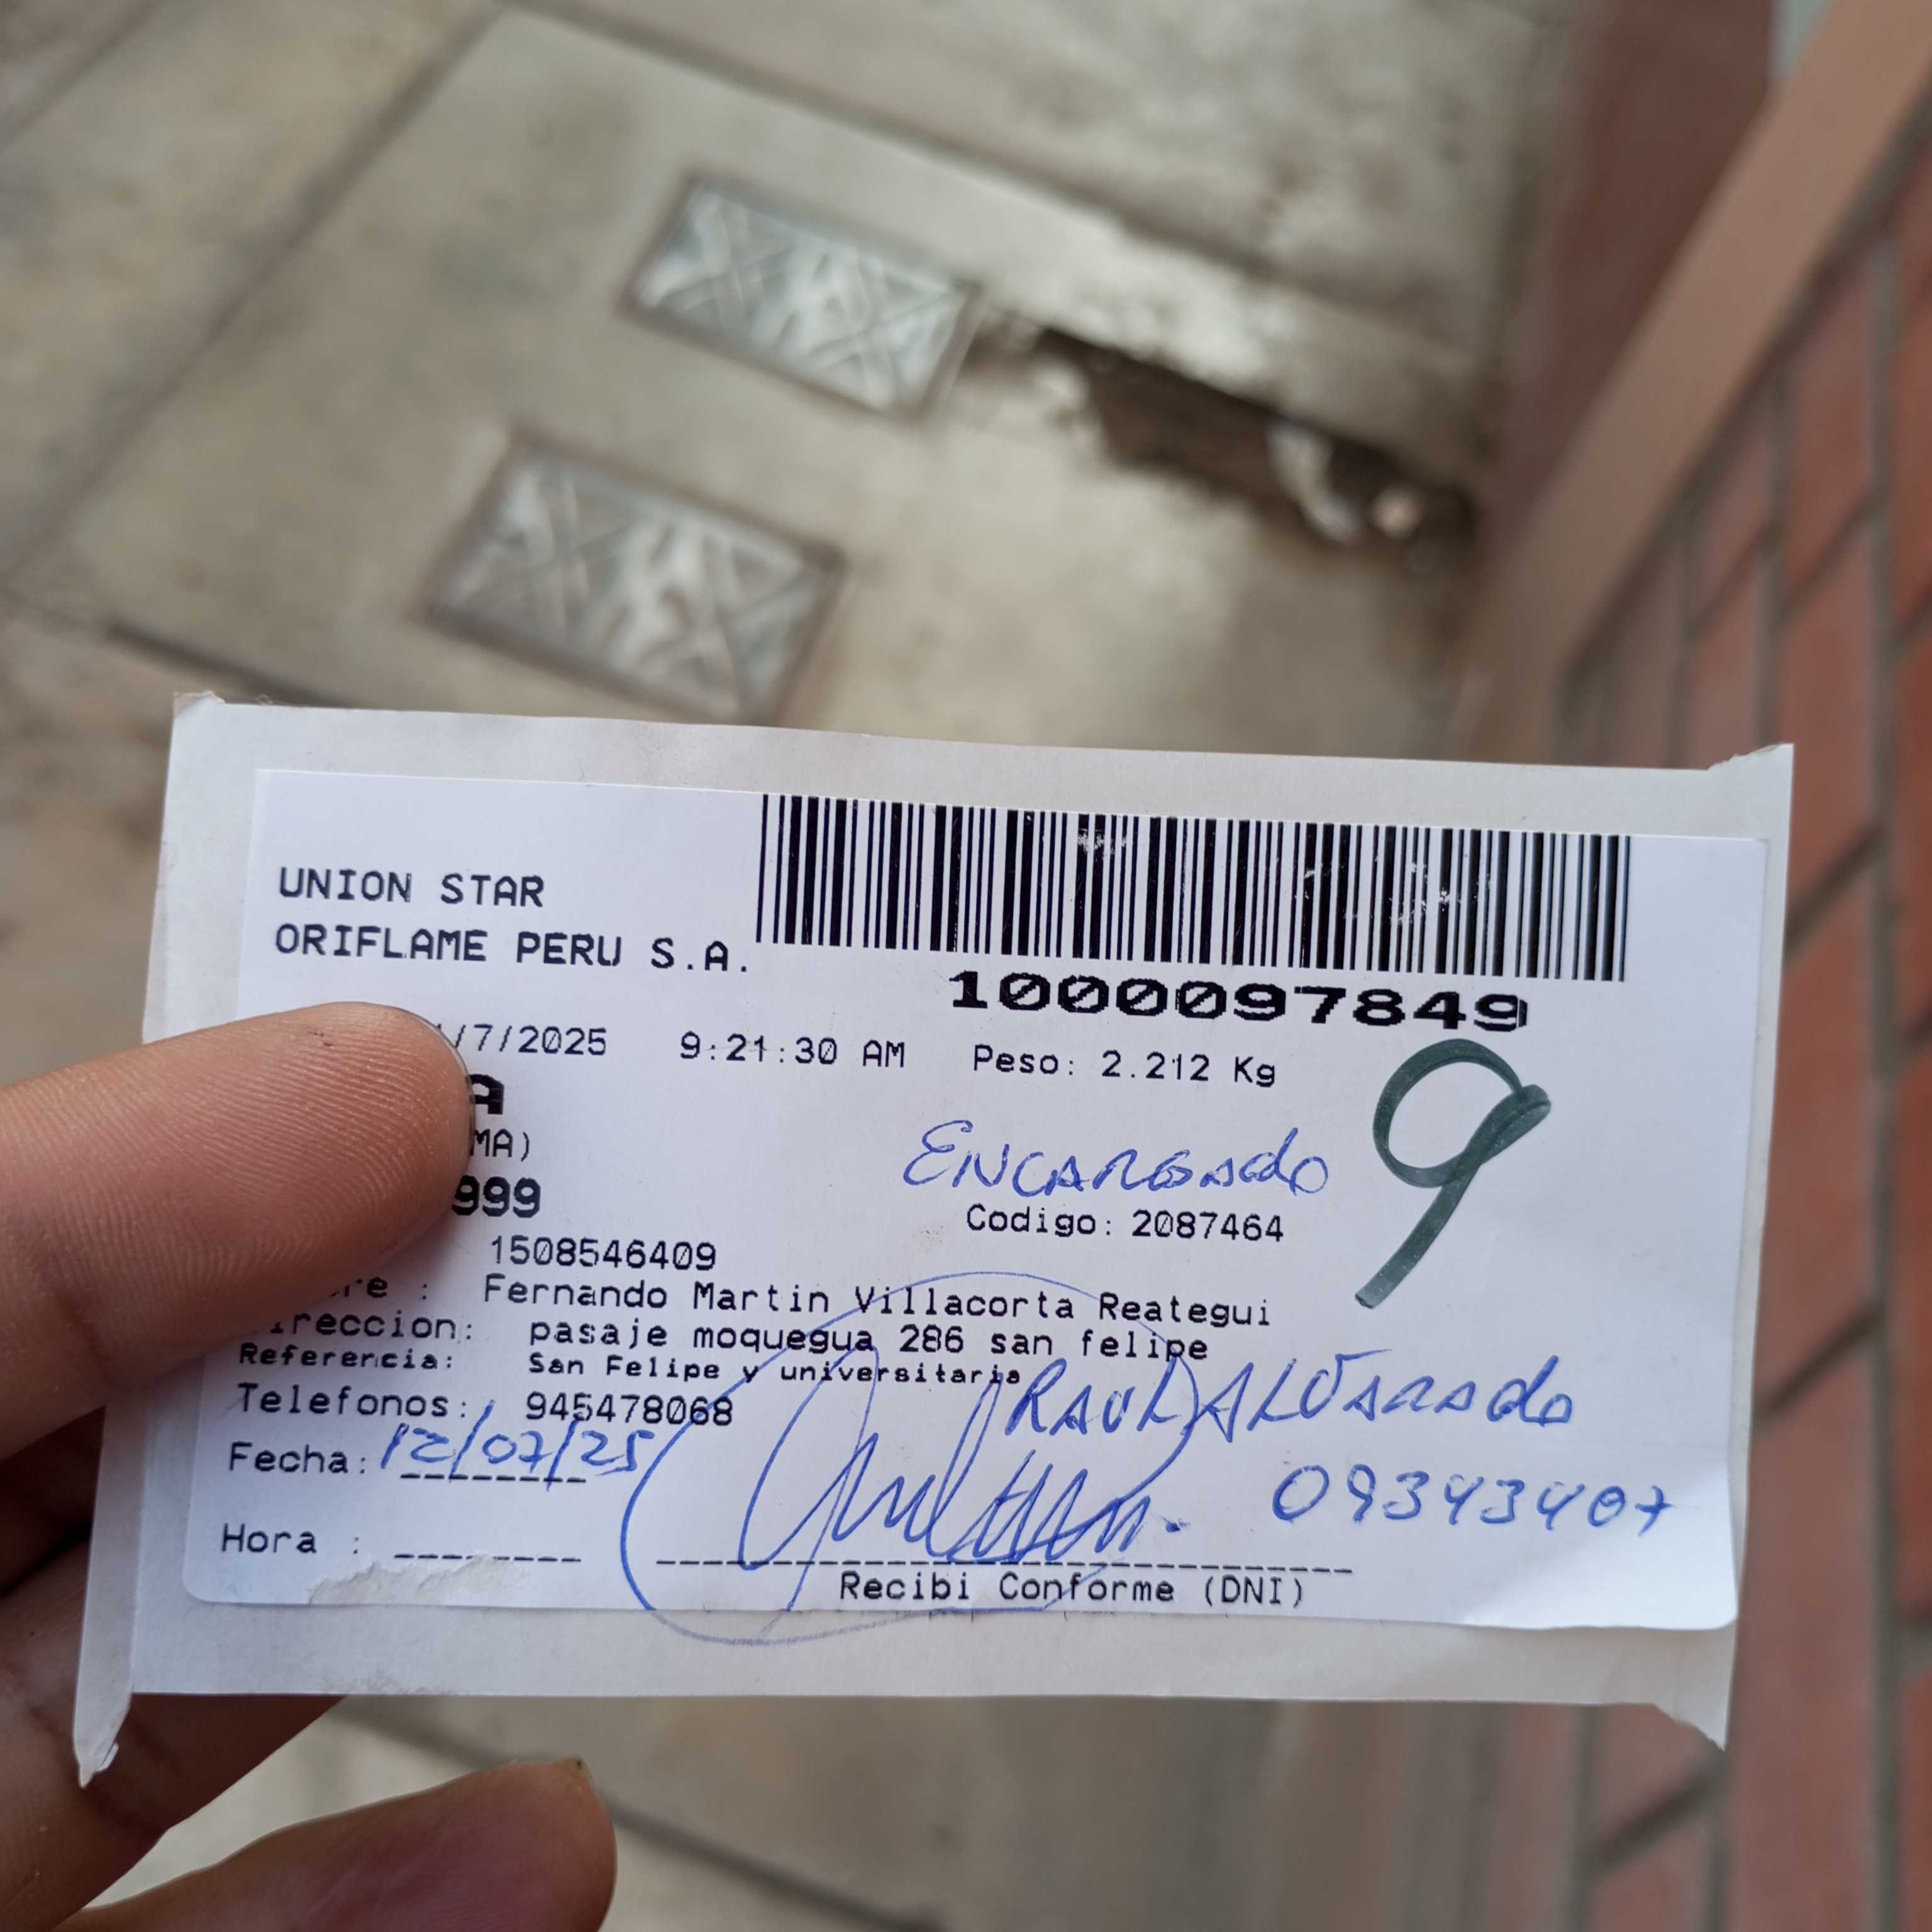 UNION STAR
ORIFLAME PERU S.A.
1000097849
/7/2025 9:21:30 AM Peso: 2.212 Kg
9
A
MA)
ENCARGADO
999
Codigo: 2087464
1508546409
re : Fernando Martin Villacorta Reategui
ireccion: pasaje moquegua 286 san felipe
Referencia: San Felipe y universitaria
Telefonos: 945478068
RAUL ALVARADO
Fecha: 12/07/25
09343407
Hora :
Recibi Conforme (DNI)